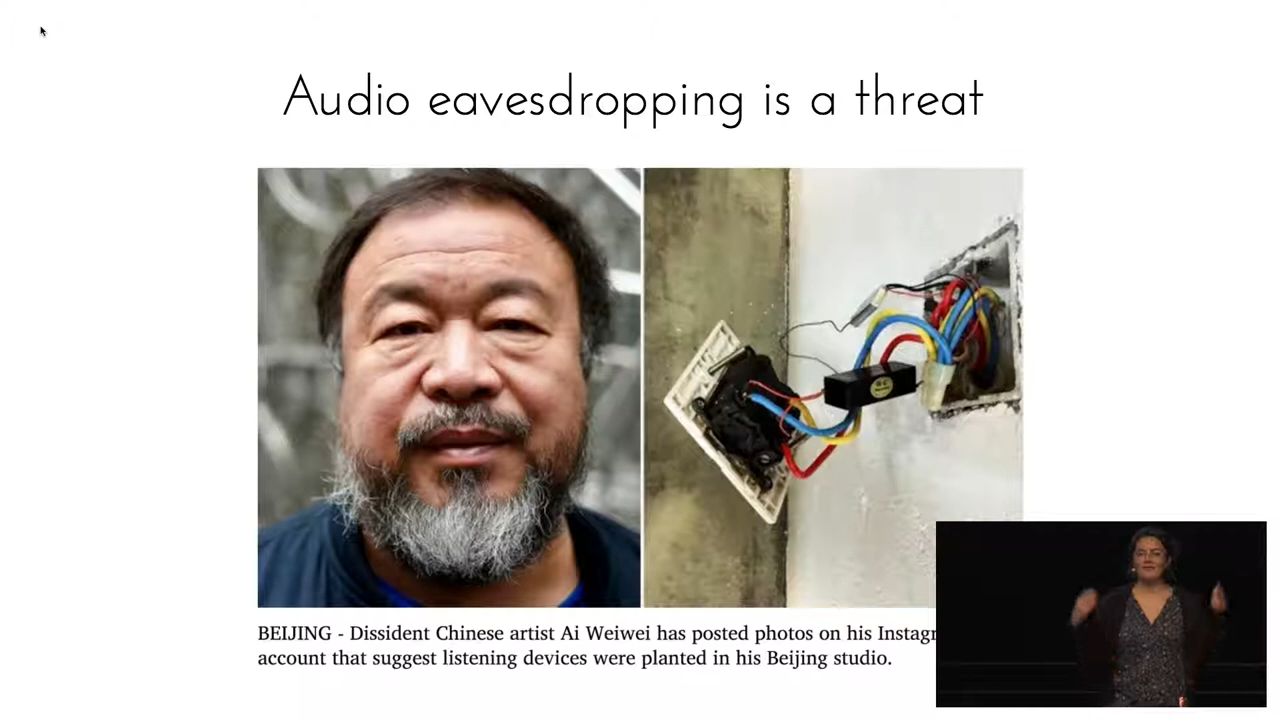 Audio eavesdropping is a threat
BEIJING - Dissident Chinese artist Ai Weiwei has posted photos on his
account that suggest listening devices were planted in his Beijing studio.